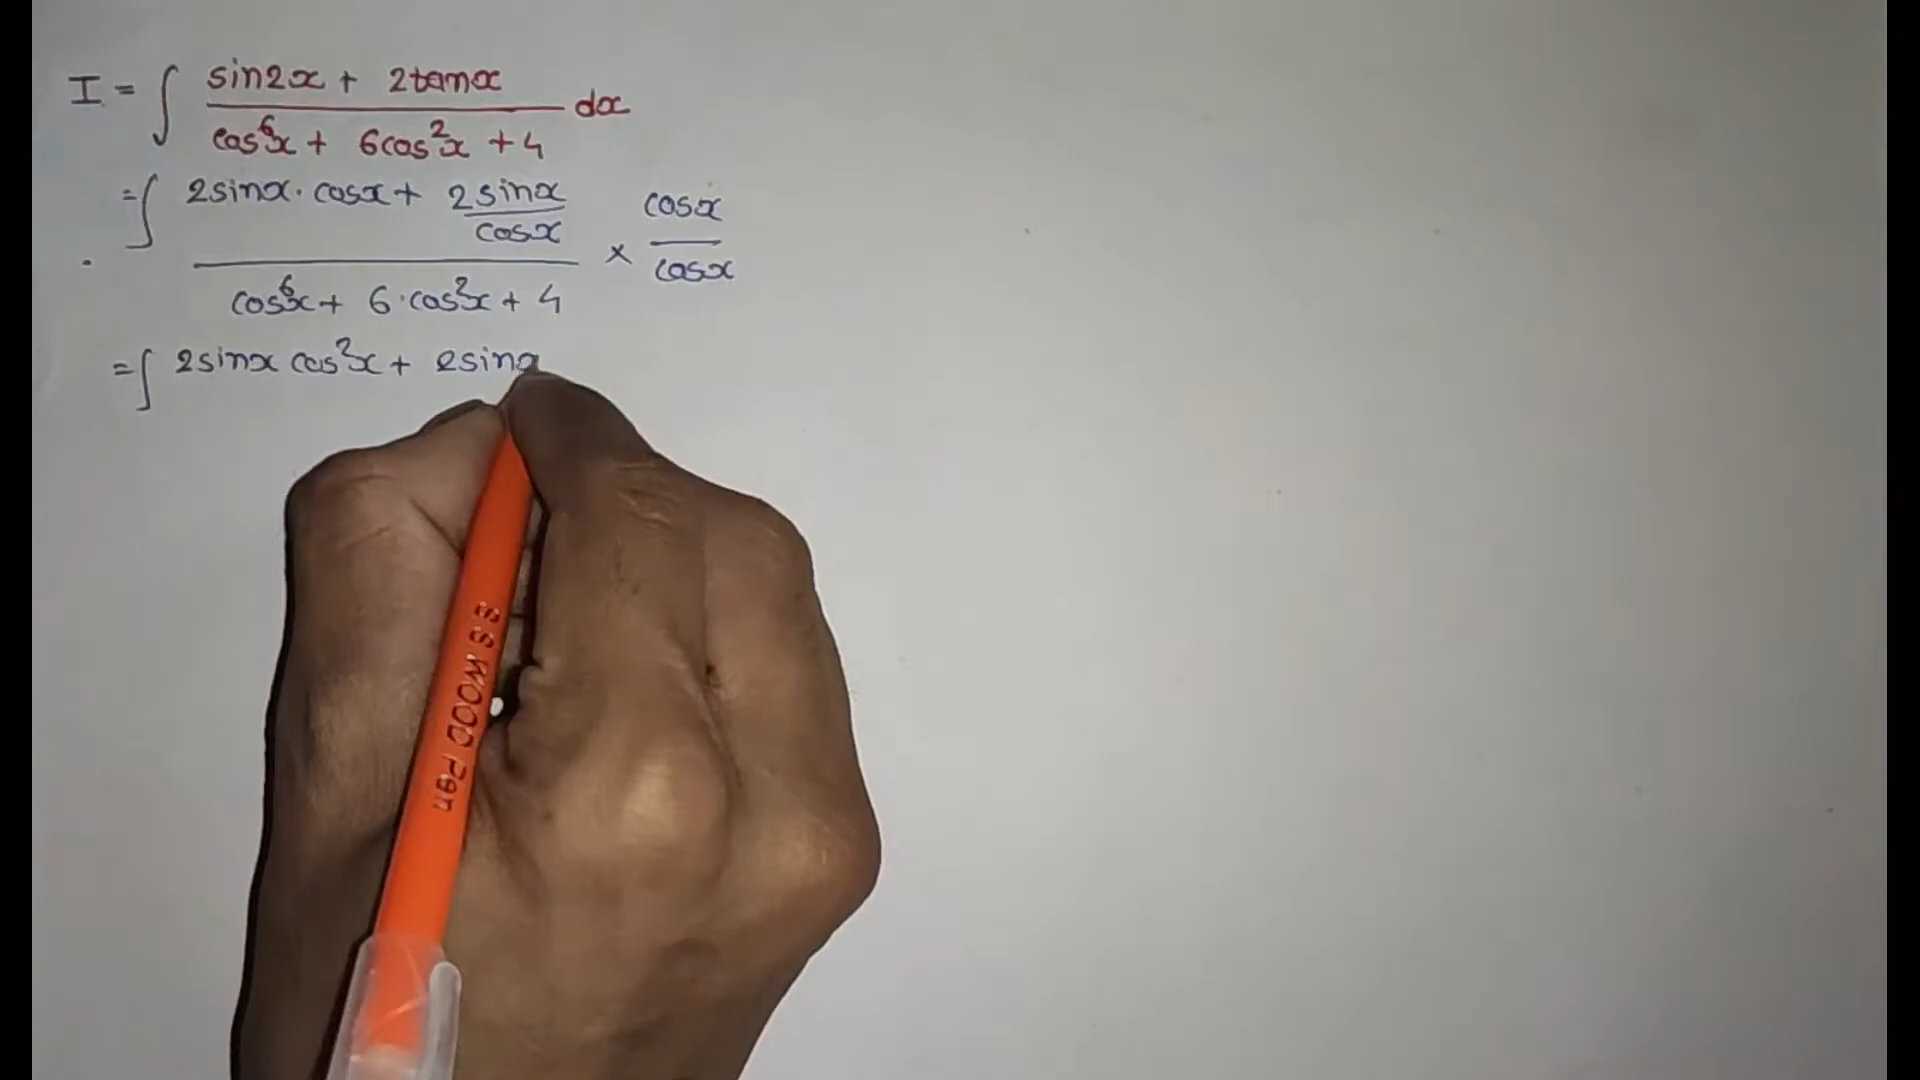 I = ∫ sin2x + 2tanx / cos⁶x + 6cos²x + 4 dx
= ∫ 2sinx · cosx + 2sinx/cosx / cos⁶x + 6·cos²x + 4 × cosx/cosx
= ∫ 2sinx cos²x + 2sinx
S.S WOOD Pen